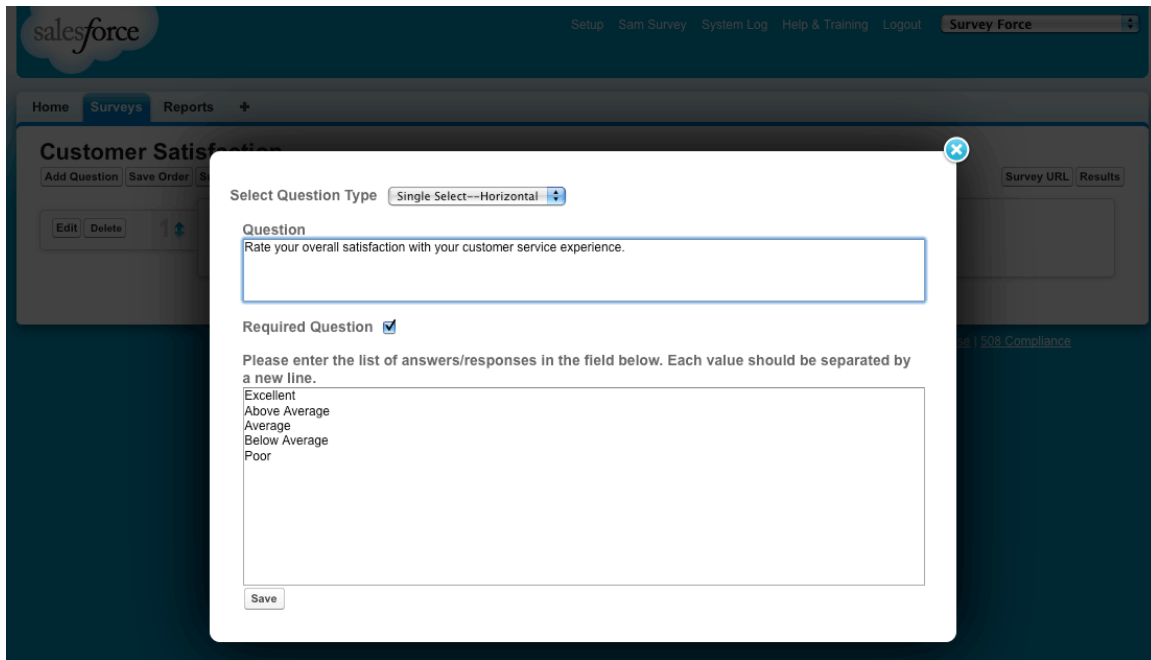 salesforce
Setup Sam Survey System Log Help & Training Logout Survey Force
Home Surveys Reports +
Customer Satisfaction
Add Question Save Order
Survey URL Results
Edit Delete 1
Select Question Type Single Select--Horizontal
Question
Rate your overall satisfaction with your customer service experience.
Required Question
508 Compliance
Please enter the list of answers/responses in the field below. Each value should be separated by
a new line.
Excellent
Above Average
Average
Below Average
Poor
Save